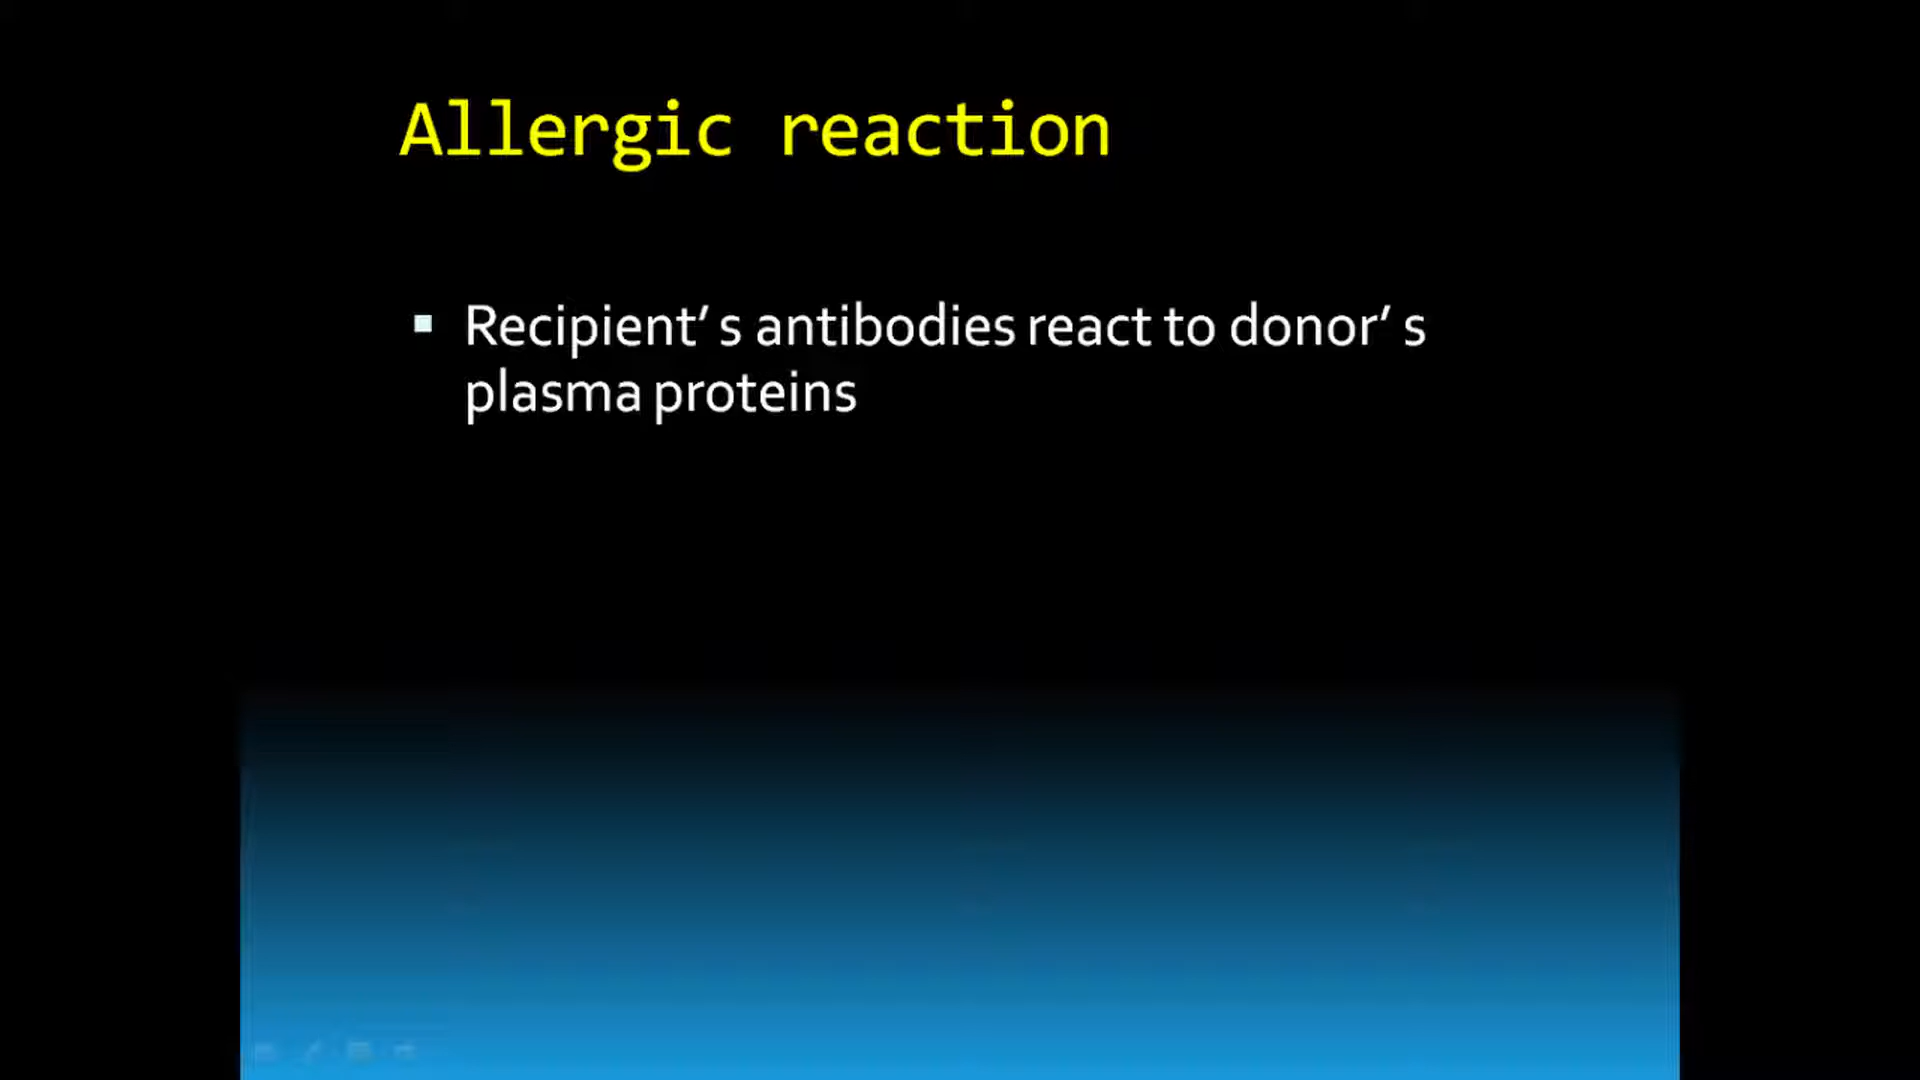 Allergic reaction
▪ Recipient’s antibodies react to donor’s
plasma proteins